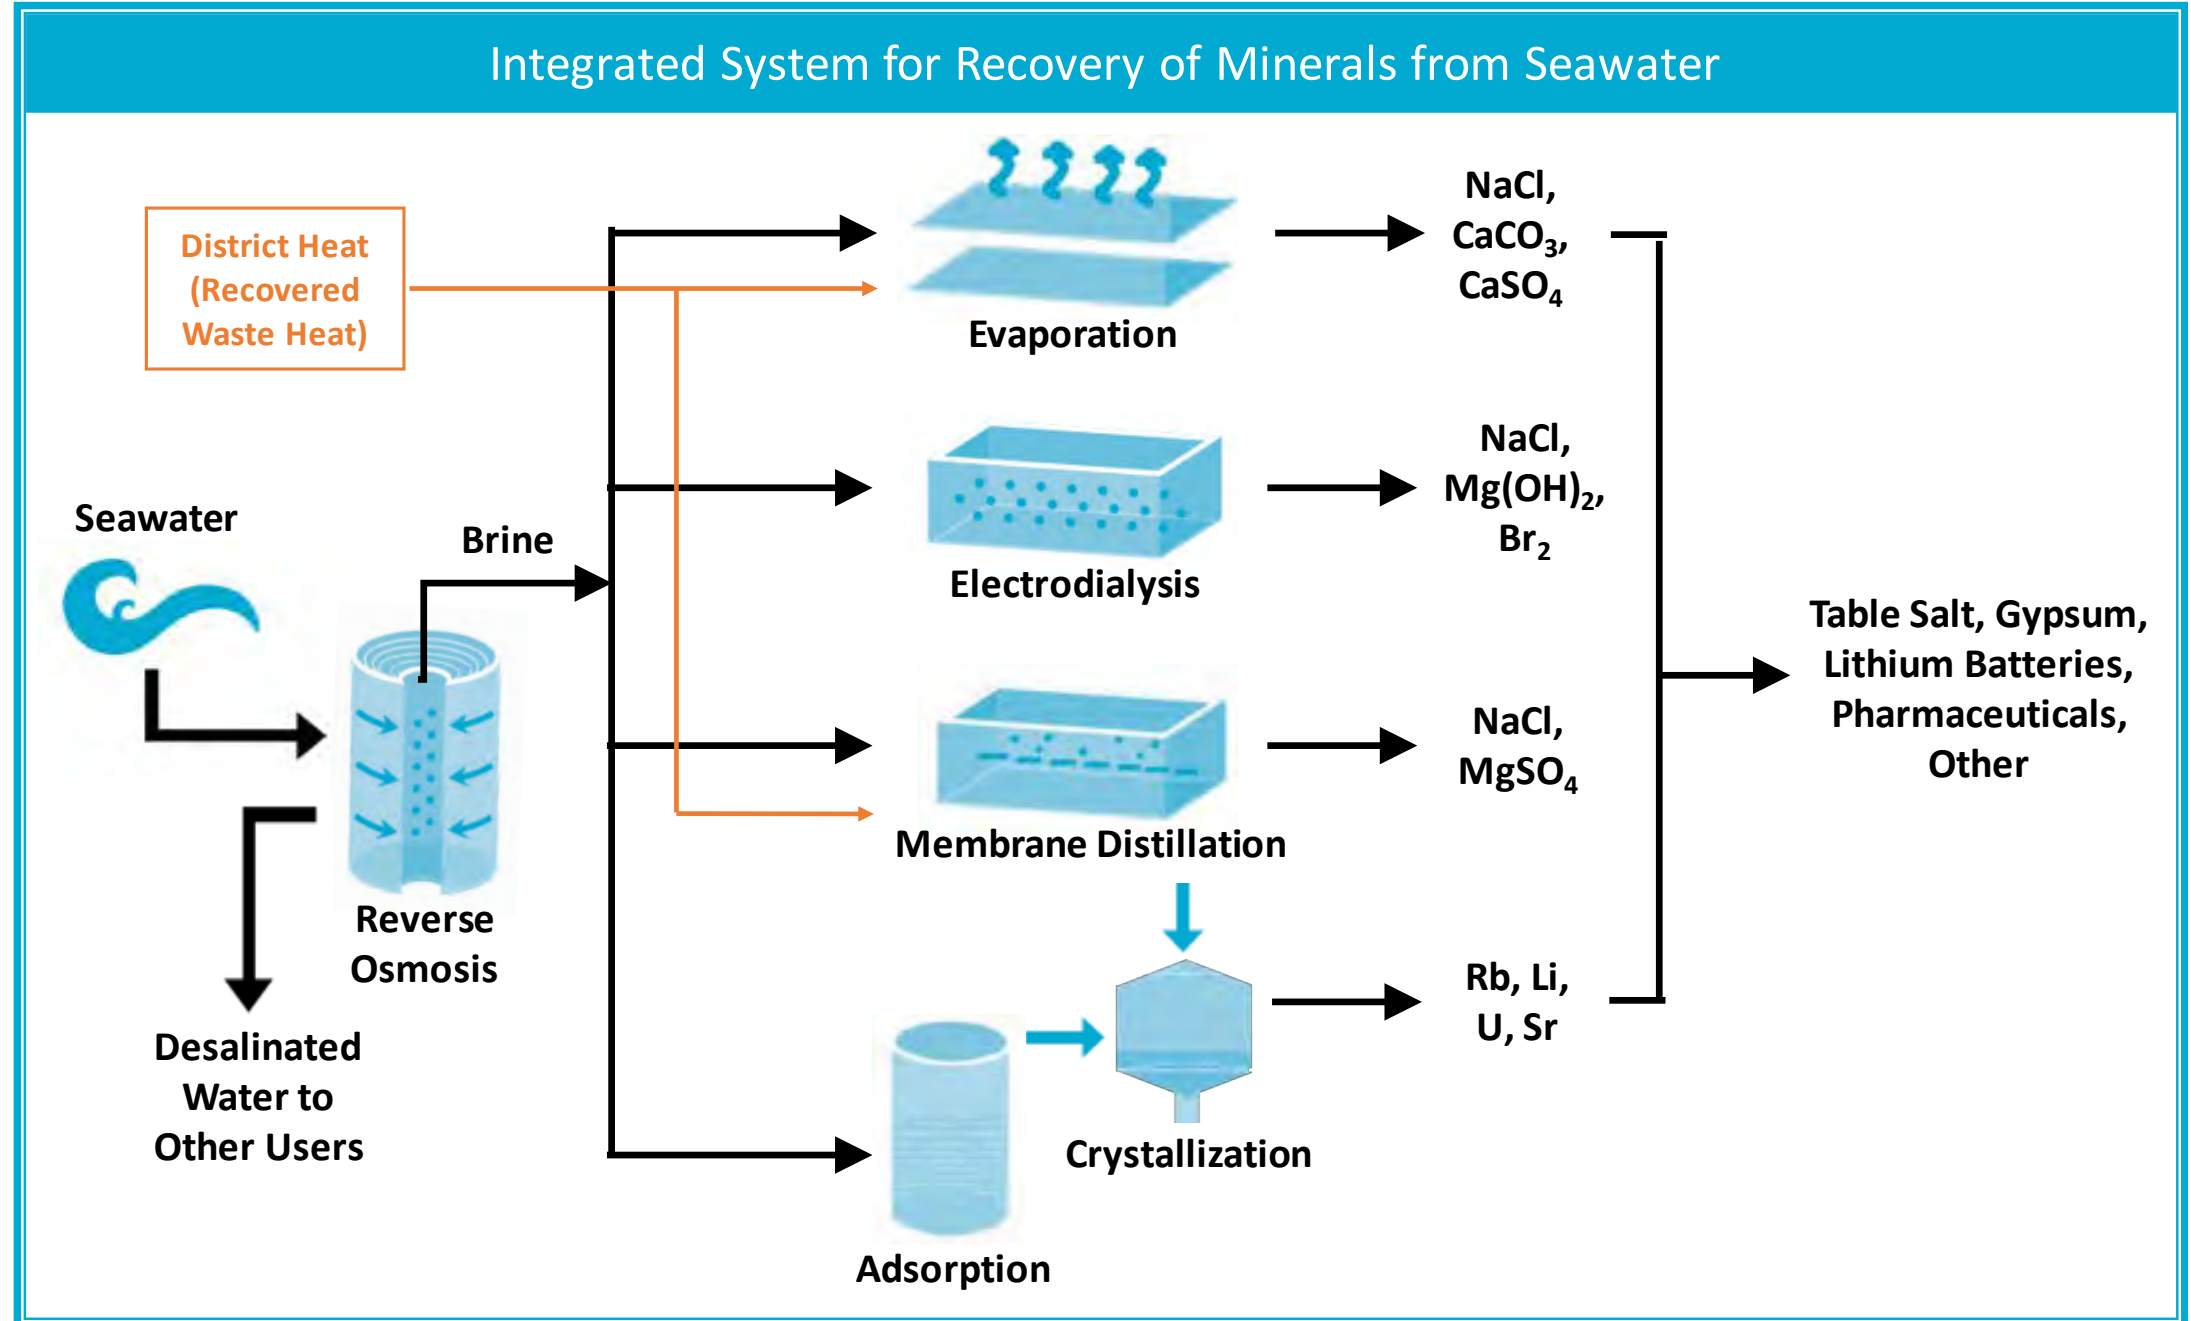 Integrated System for Recovery of Minerals from Seawater
District Heat
(Recovered
Waste Heat)
Seawater
Brine
Reverse
Osmosis
Desalinated
Water to
Other Users
Evaporation
NaCl,
CaCO₃,
CaSO₄
Electrodialysis
NaCl,
Mg(OH)₂,
Br₂
Membrane Distillation
NaCl,
MgSO₄
Adsorption
Crystallization
Rb, Li,
U, Sr
Table Salt, Gypsum,
Lithium Batteries,
Pharmaceuticals,
Other